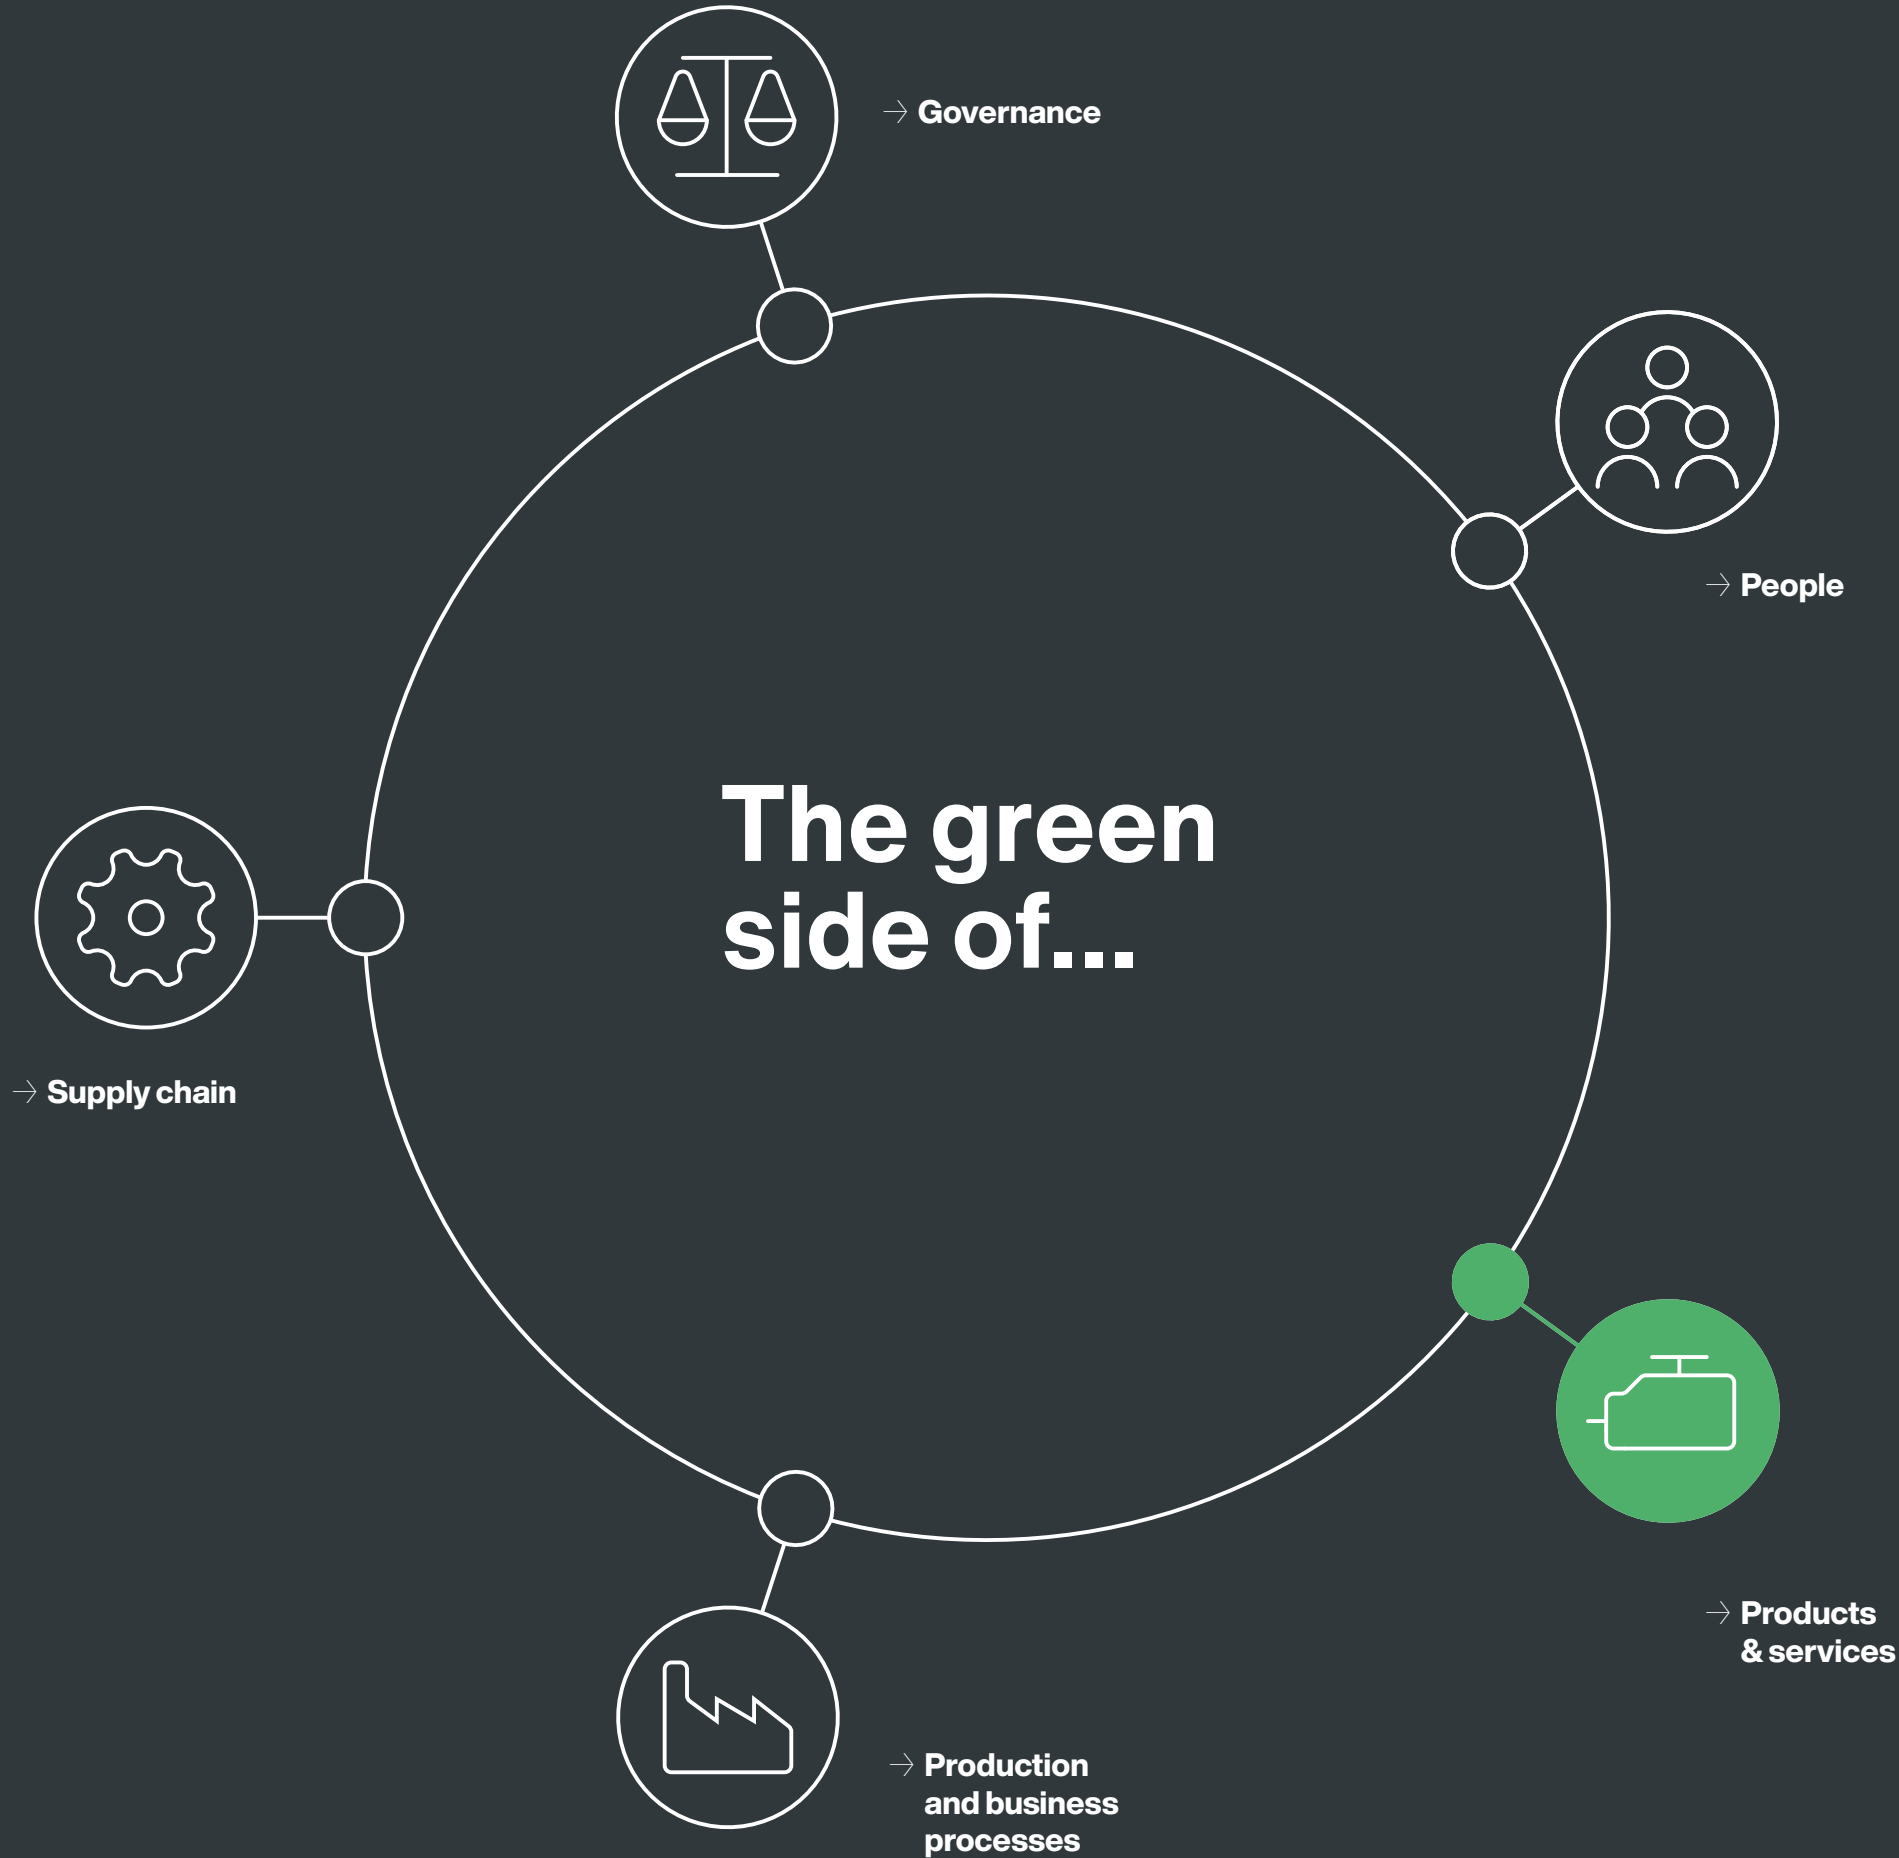 → Governance
→ People
The green
side of...
→ Supply chain
→ Products
& services
→ Production
and business
processes